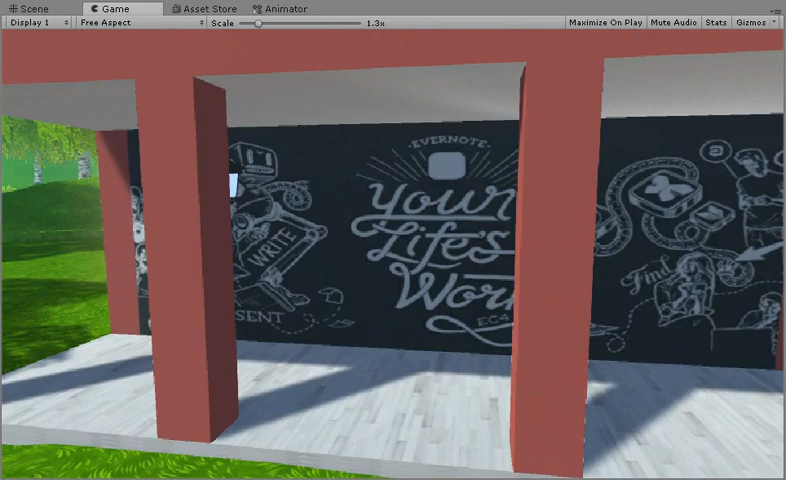 Scene Game Asset Store Animator
Display 1 Free Aspect Scale 1.3x Maximize On Play Mute Audio Stats Gizmos
·EVERNOTE·
Your
Life's
Wor
EC4
WRITE
SENT
Find